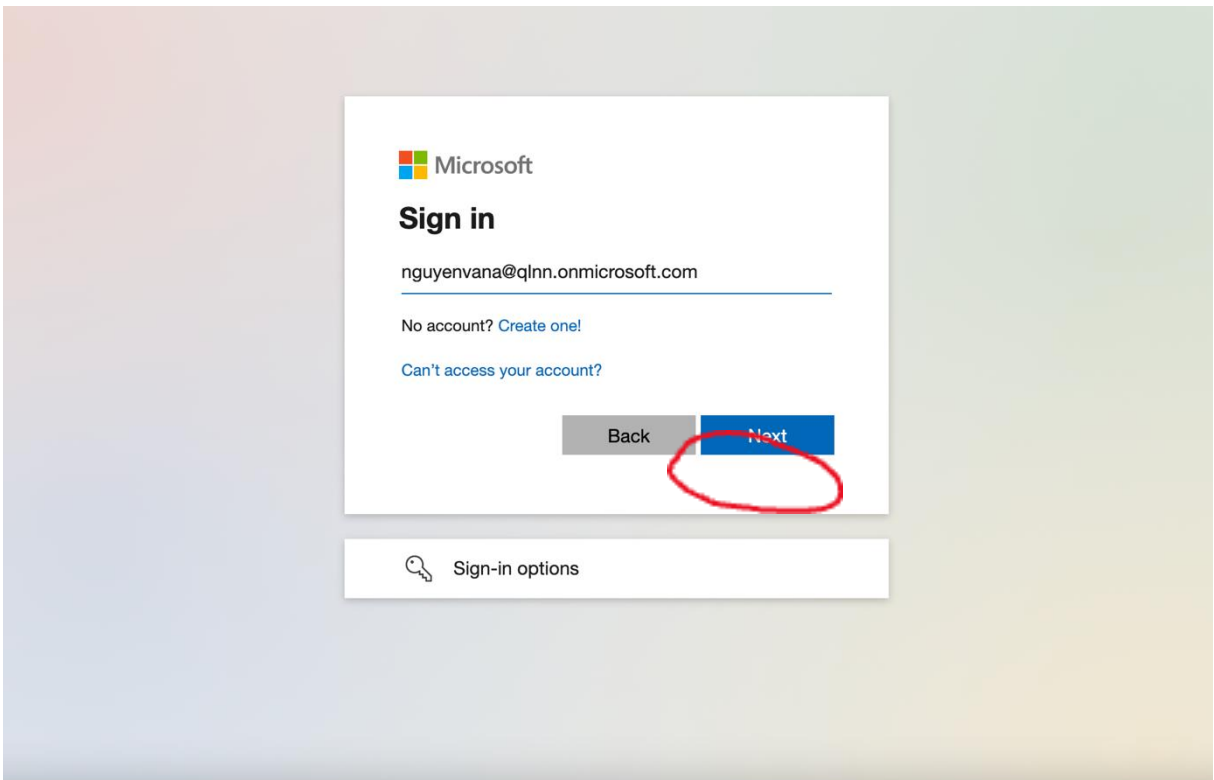 Microsoft
Sign in
nguyenvana@qlnn.onmicrosoft.com
No account? Create one!
Can't access your account?
Back Next
Sign-in options